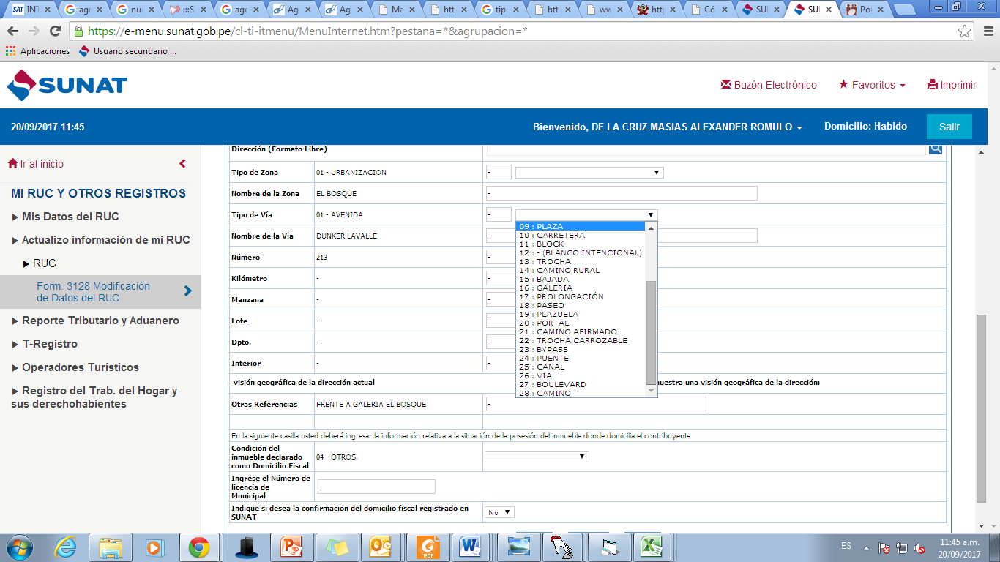 INT
agr
nue
:::S
age
Ag
Ag
Ma
htt
tip
htt
ww
http
Có
SUN
SUN
Po
https://e-menu.sunat.gob.pe/cl-ti-itmenu/MenuInternet.htm?pestana=*&agrupacion=*
Aplicaciones
Usuario secundario ...
SUNAT
Buzón Electrónico
Favoritos
Imprimir
20/09/2017 11:45
Bienvenido, DE LA CRUZ MASIAS ALEXANDER ROMULO
Domicilio: Habido
Salir
Ir al inicio
MI RUC Y OTROS REGISTROS
Mis Datos del RUC
Actualizo información de mi RUC
RUC
Form. 3128 Modificación
de Datos del RUC
Reporte Tributario y Aduanero
T-Registro
Operadores Turísticos
Registro del Trab. del Hogar y
sus derechohabientes
Dirección (Formato Libre)
Tipo de Zona 01 - URBANIZACION -
Nombre de la Zona EL BOSQUE -
Tipo de Vía 01 - AVENIDA -
Nombre de la Vía DUNKER LAVALLE -
Número 213 -
Kilómetro - -
Manzana - -
Lote - -
Dpto. - -
Interior - -
09 : PLAZA
10 : CARRETERA
11 : BLOCK
12 : - (BLANCO INTENCIONAL)
13 : TROCHA
14 : CAMINO RURAL
15 : BAJADA
16 : GALERIA
17 : PROLONGACIÓN
18 : PASEO
19 : PLAZUELA
20 : PORTAL
21 : CAMINO AFIRMADO
22 : TROCHA CARROZABLE
23 : BYPASS
24 : PUENTE
25 : CANAL
26 : VIA
27 : BOULEVARD
28 : CAMINO
visión geográfica de la dirección actual
uestra una visión geográfica de la dirección:
Otras Referencias FRENTE A GALERIA EL BOSQUE -
En la siguiente casilla usted deberá ingresar la información relativa a la situación de la posesión del inmueble donde domicilia el contribuyente
Condición del
inmueble declarado
como Domicilio Fiscal
04 - OTROS.
Ingrese el Número de
licencia de
Municipal
-
Indique si desea la confirmación del domicilio fiscal registrado en
SUNAT
No
ES
11:45 a.m.
20/09/2017